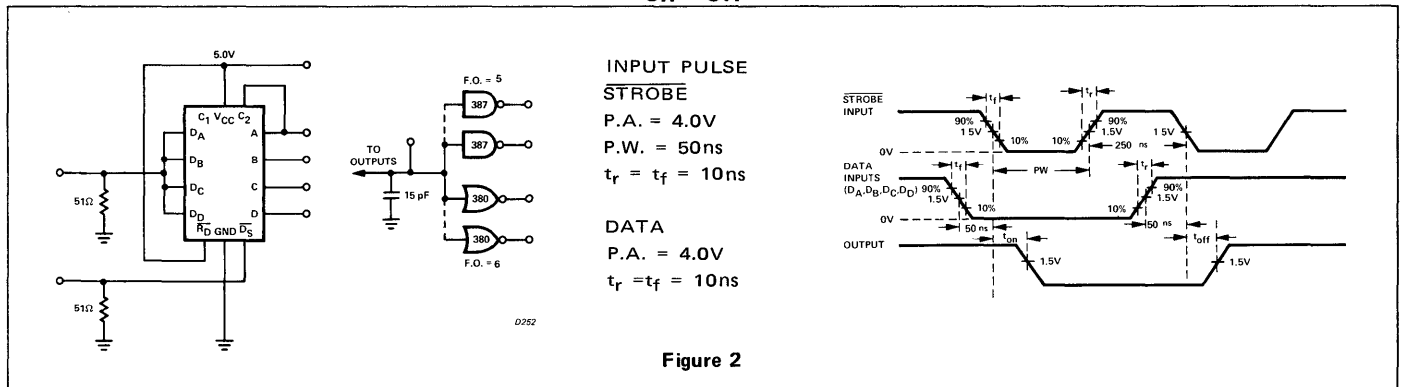 5.0V
C1 VCC C2
DA
DB
DC
DD
RD GND DS
A
B
C
D
51Ω
51Ω
TO
OUTPUTS
15 pF
F.O. = 5
387
387
380
380
F.O. = 6
D252
INPUT PULSE
STROBE
P.A. = 4.0V
P.W. = 50ns
tr = tf = 10ns
DATA
P.A. = 4.0V
tr =tf = 10ns
STROBE
INPUT
0V
tf
90%
1 5V
10%
tr
90%
1.5V
10%
1 5V
250 ns
PW
DATA
INPUTS
(DA,DB,DC,DD)
0V
tf
90%
1.5V
10%
tr
90%
1.5V
10%
50 ns
50 ns
OUTPUT
ton
1.5V
toff
1.5V
Figure 2